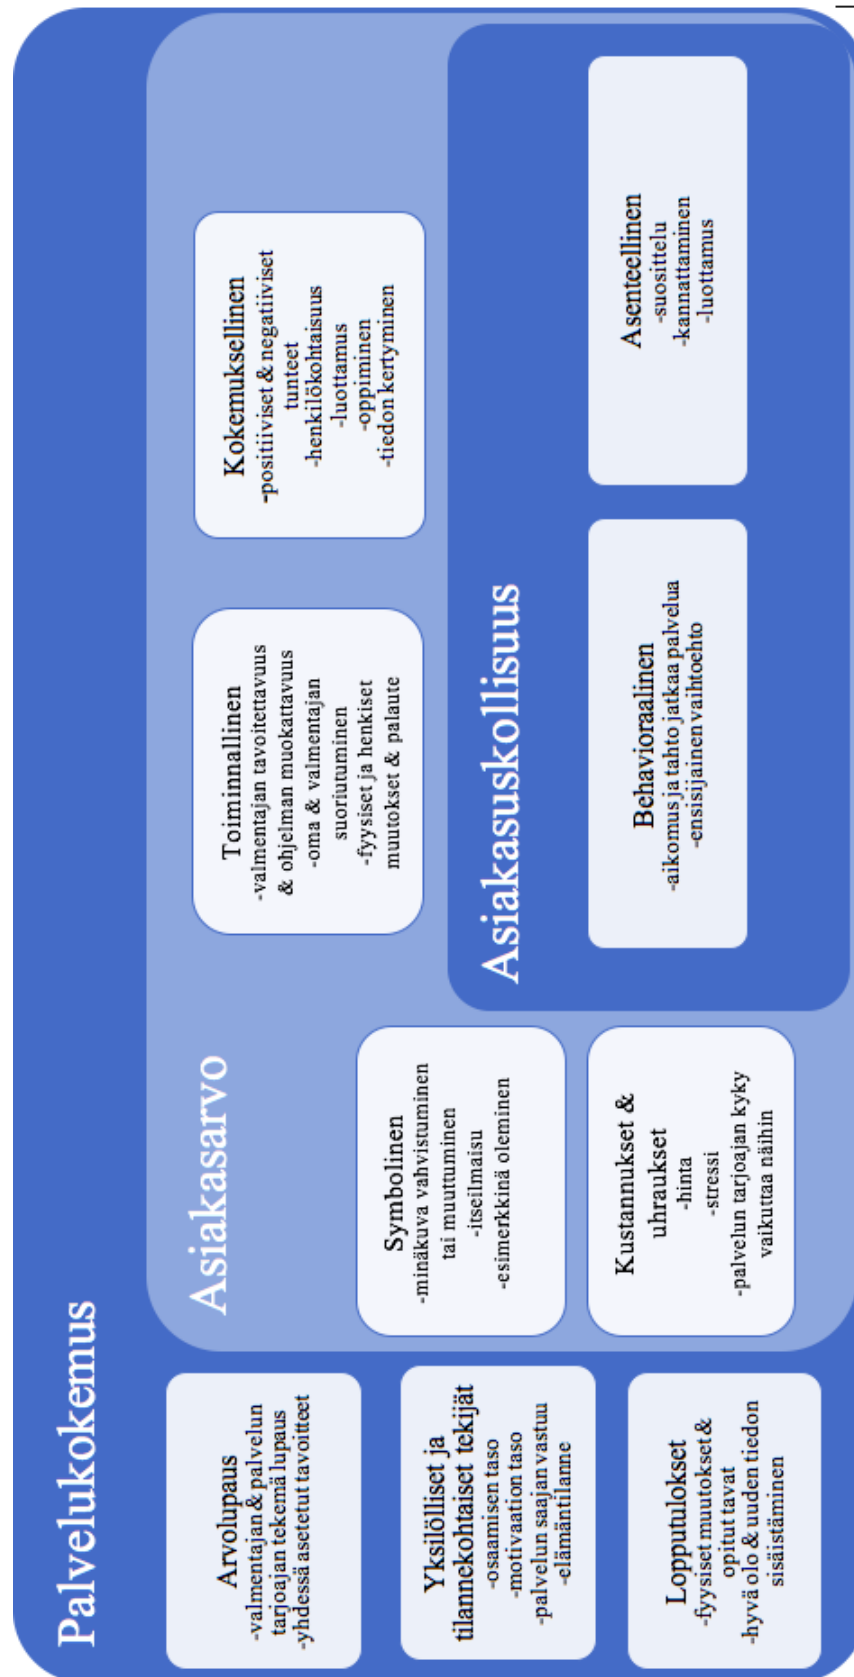 Palvelukokemus
Arvolupaus
-valmentajan & palvelun
tarjoajan tekemä lupaus
-yhdessä asetetut tavoitteet
Yksilölliset ja
tilannekohtaiset tekijät
-osaamisen taso
-motivaation taso
-palvelun saajan vastuu
-elämäntilanne
Lopputulokset
-fyysiset muutokset &
opitut tavat
-hyvä olo & uuden tiedon
sisäistäminen
Asiakasarvo
Symbolinen
-minäkuva vahvistuminen
tai muuttuminen
-itseilmaisu
-esimerkkinä oleminen
Kustannukset &
uhraukset
-hinta
-stressi
-palvelun tarjoajan kyky
vaikuttaa näihin
Toiminnallinen
-valmentajan tavoitettavuus
& ohjelman muokattavuus
-oma & valmentajan
suoriutuminen
-fyysiset ja henkiset
muutokset & palaute
Kokemuksellinen
-positiiviset & negatiiviset
tunteet
-henkilökohtaisuus
-luottamus
-oppiminen
-tiedon kertyminen
Asiakasuskollisuus
Behavioraalinen
-aikomus ja tahto jatkaa palvelua
-ensisijainen vaihtoehto
Asenteellinen
-suosittelu
-kannattaminen
-luottamus